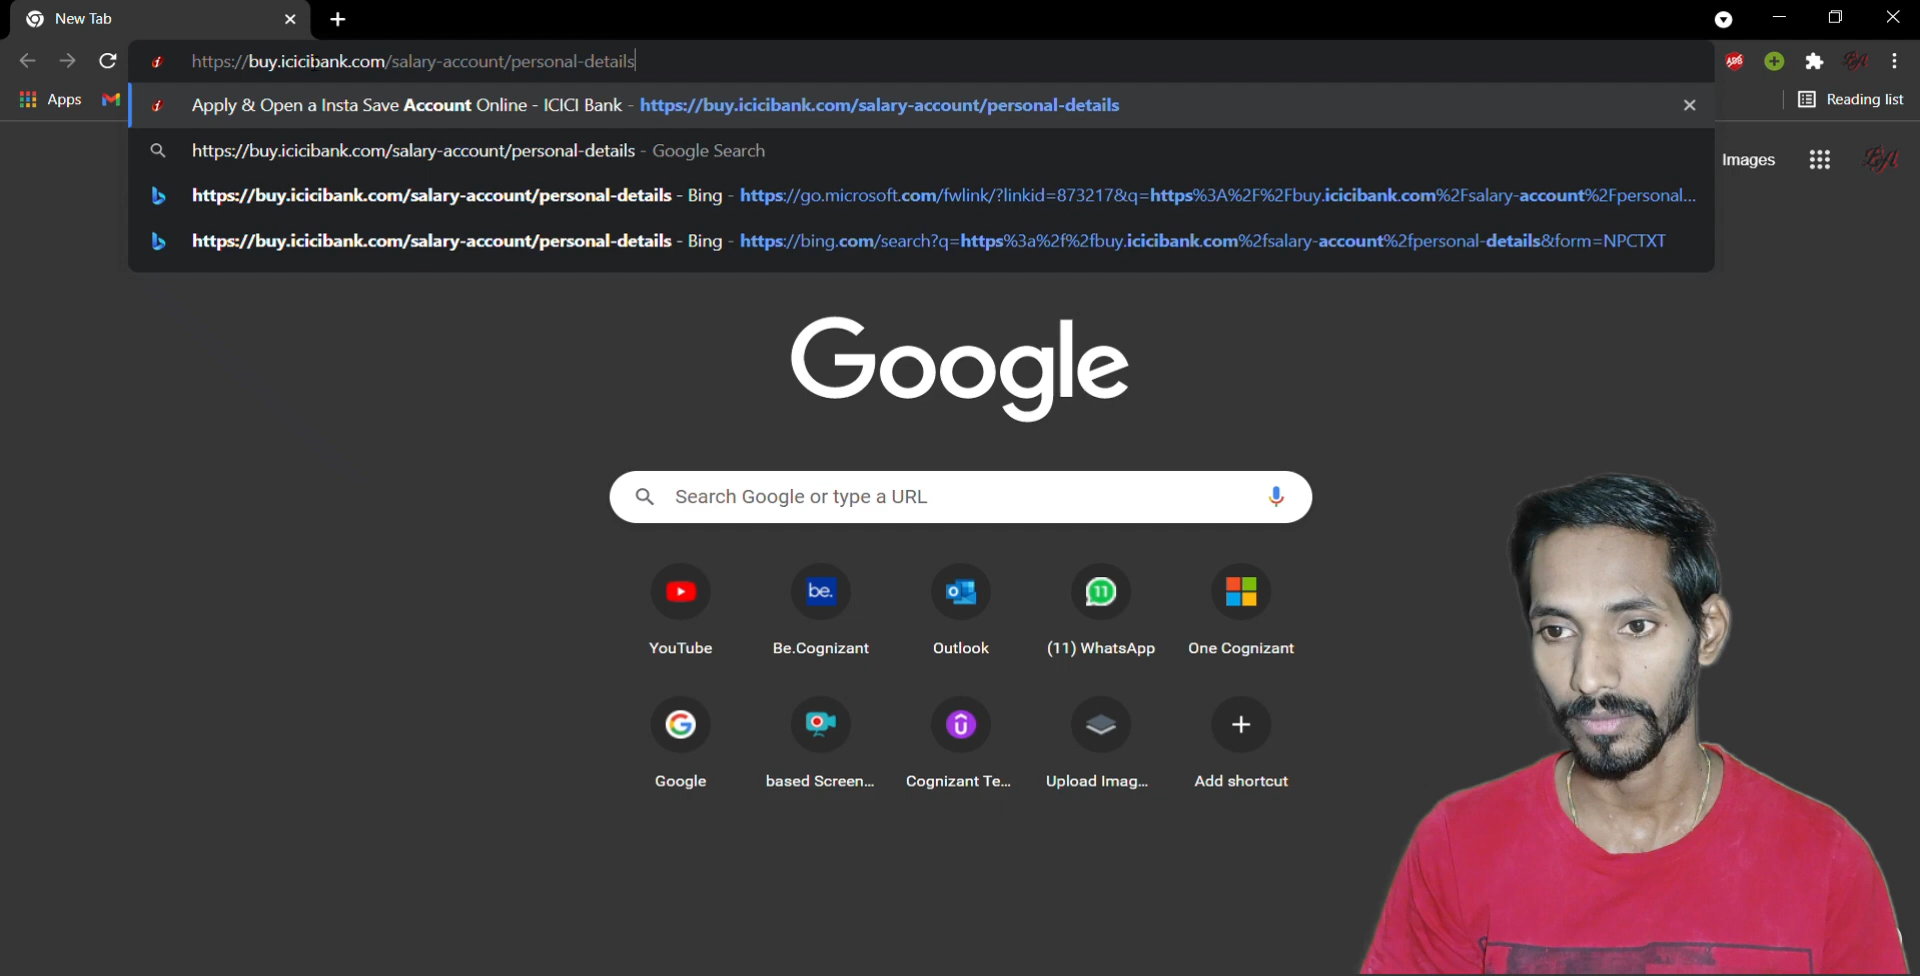 New Tab
https://buy.icicibank.com/salary-account/personal-details
Apps
Apply & Open a Insta Save Account Online - ICICI Bank - https://buy.icicibank.com/salary-account/personal-details
Reading list
https://buy.icicibank.com/salary-account/personal-details - Google Search
Images
https://buy.icicibank.com/salary-account/personal-details - Bing - https://go.microsoft.com/fwlink/?linkid=873217&q=https%3A%2F%2Fbuy.icicibank.com%2Fsalary-account%2Fpersonal...
https://buy.icicibank.com/salary-account/personal-details - Bing - https://bing.com/search?q=https%3a%2f%2fbuy.icicibank.com%2fsalary-account%2fpersonal-details&form=NPCTXT
Google
Search Google or type a URL
be.
11
YouTube
Be.Cognizant
Outlook
(11) WhatsApp
One Cognizant
Google
based Screen...
Cognizant Te...
Upload Imag...
Add shortcut